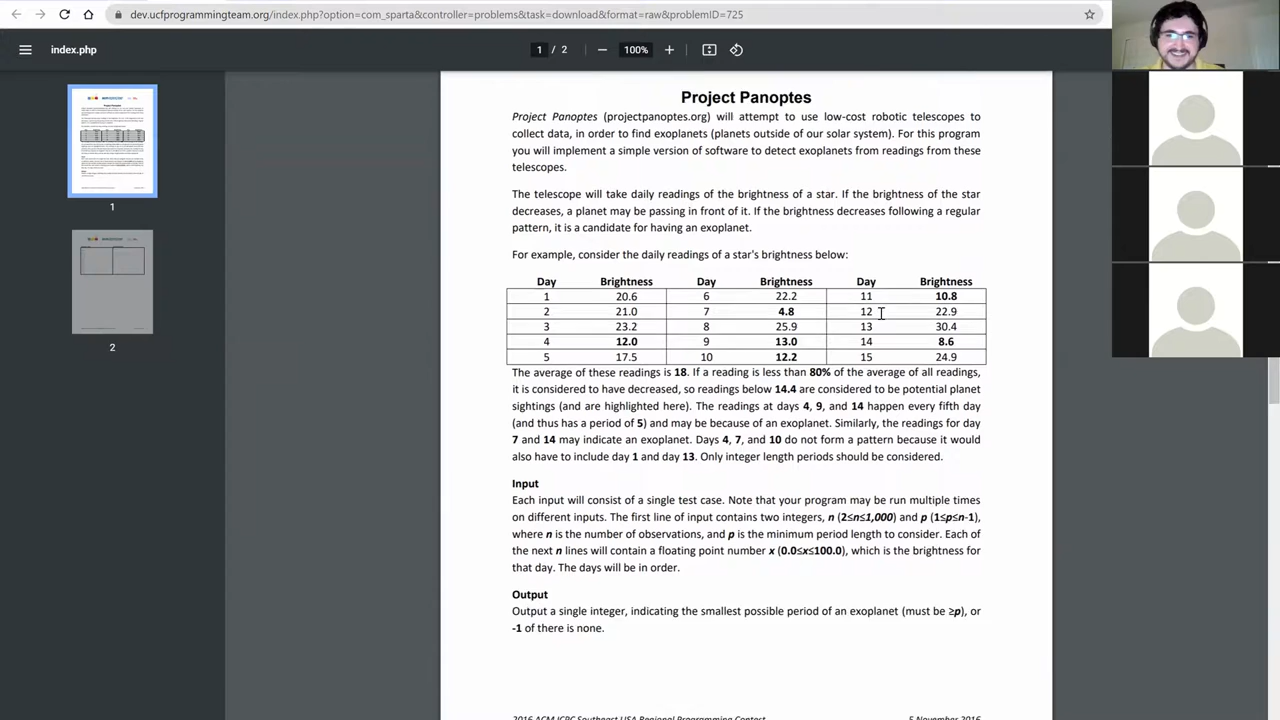 dev.ucfprogrammingteam.org/index.php?option=com_sparta&controller=problems&task=download&format=raw&problemID=725
index.php
1 / 2
100%
Project Panoptes
Project Panoptes (projectpanoptes.org) will attempt to use low-cost robotic telescopes to
collect data, in order to find exoplanets (planets outside of our solar system). For this program
you will implement a simple version of software to detect exoplanets from readings from these
telescopes.
The telescope will take daily readings of the brightness of a star. If the brightness of the star
decreases, a planet may be passing in front of it. If the brightness decreases following a regular
pattern, it is a candidate for having an exoplanet.
For example, consider the daily readings of a star's brightness below:
Day Brightness Day Brightness Day Brightness
1 20.6 6 22.2 11 10.8
2 21.0 7 4.8 12 22.9
3 23.2 8 25.9 13 30.4
4 12.0 9 13.0 14 8.6
5 17.5 10 12.2 15 24.9
The average of these readings is 18. If a reading is less than 80% of the average of all readings,
it is considered to have decreased, so readings below 14.4 are considered to be potential planet
sightings (and are highlighted here). The readings at days 4, 9, and 14 happen every fifth day
(and thus has a period of 5) and may be because of an exoplanet. Similarly, the readings for day
7 and 14 may indicate an exoplanet. Days 4, 7, and 10 do not form a pattern because it would
also have to include day 1 and day 13. Only integer length periods should be considered.
Input
Each input will consist of a single test case. Note that your program may be run multiple times
on different inputs. The first line of input contains two integers, n (2≤n≤1,000) and p (1≤p≤n-1),
where n is the number of observations, and p is the minimum period length to consider. Each of
the next n lines will contain a floating point number x (0.0≤x≤100.0), which is the brightness for
that day. The days will be in order.
Output
Output a single integer, indicating the smallest possible period of an exoplanet (must be ≥p), or
-1 of there is none.
2016 ACM ICPC Southeast USA Regional Programming Contest 5 November 2016
1
2